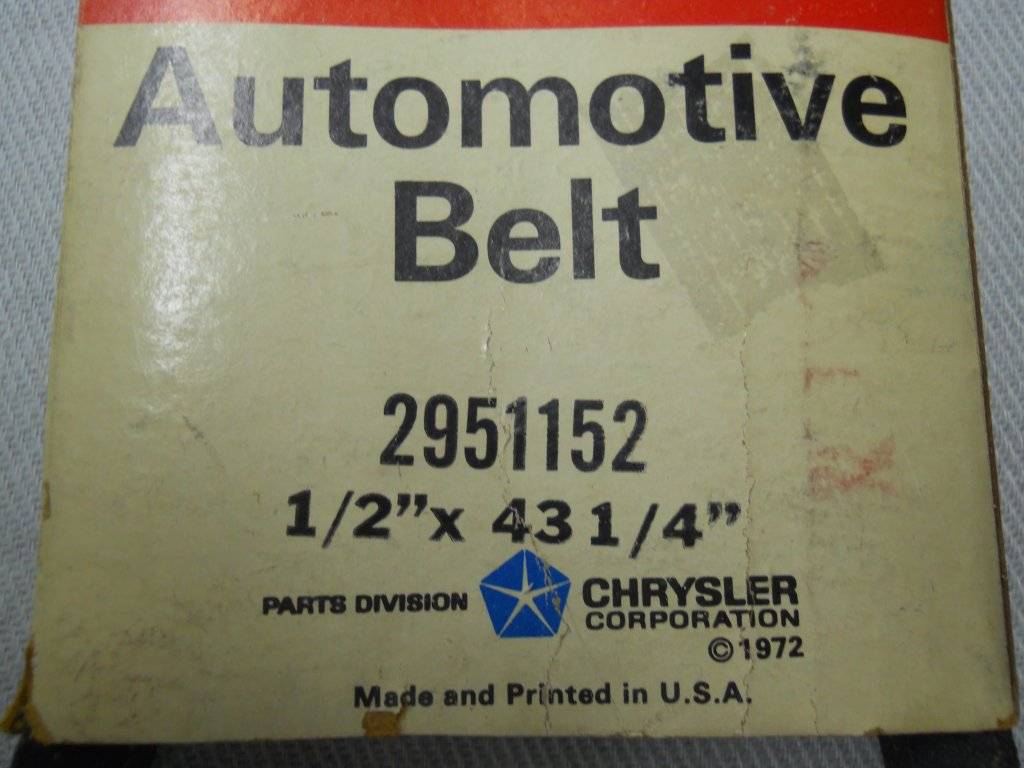 Automotive
Belt
2951152
1/2”x 43 1/4”
PARTS DIVISION CHRYSLER
CORPORATION
©1972
Made and Printed in U.S.A.